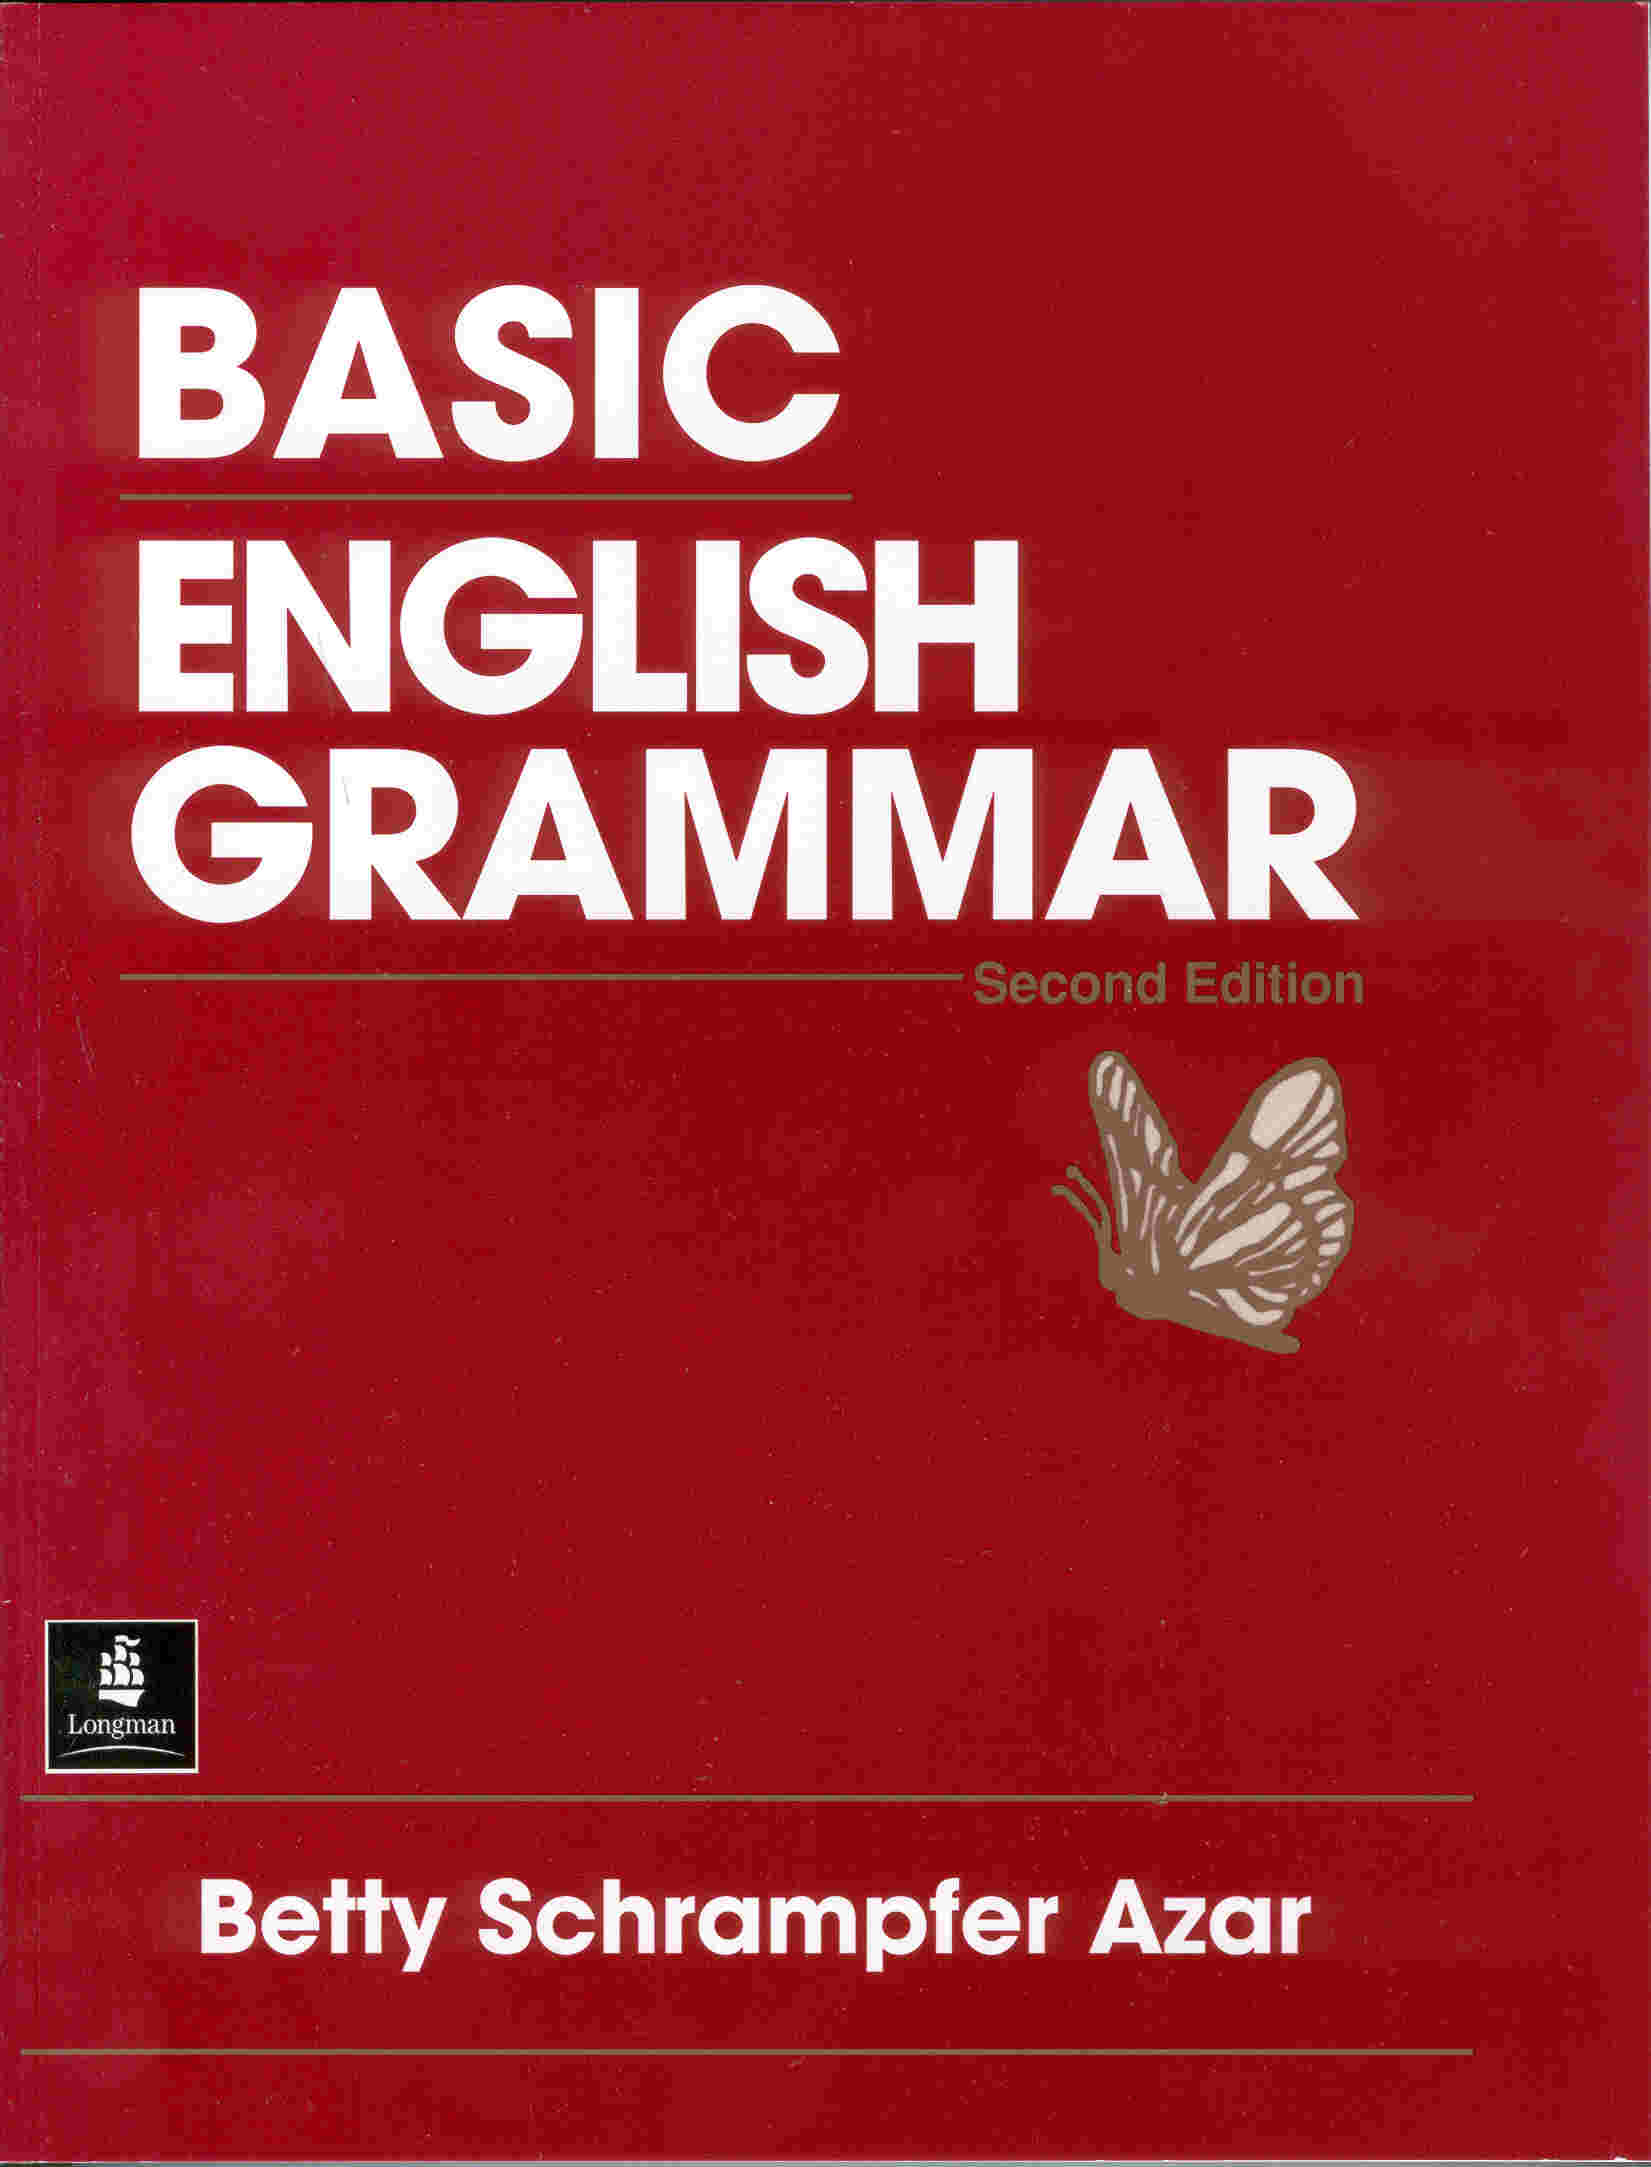 BASIC
ENGLISH
GRAMMAR
Second Edition
Longman
Betty Schrampfer Azar